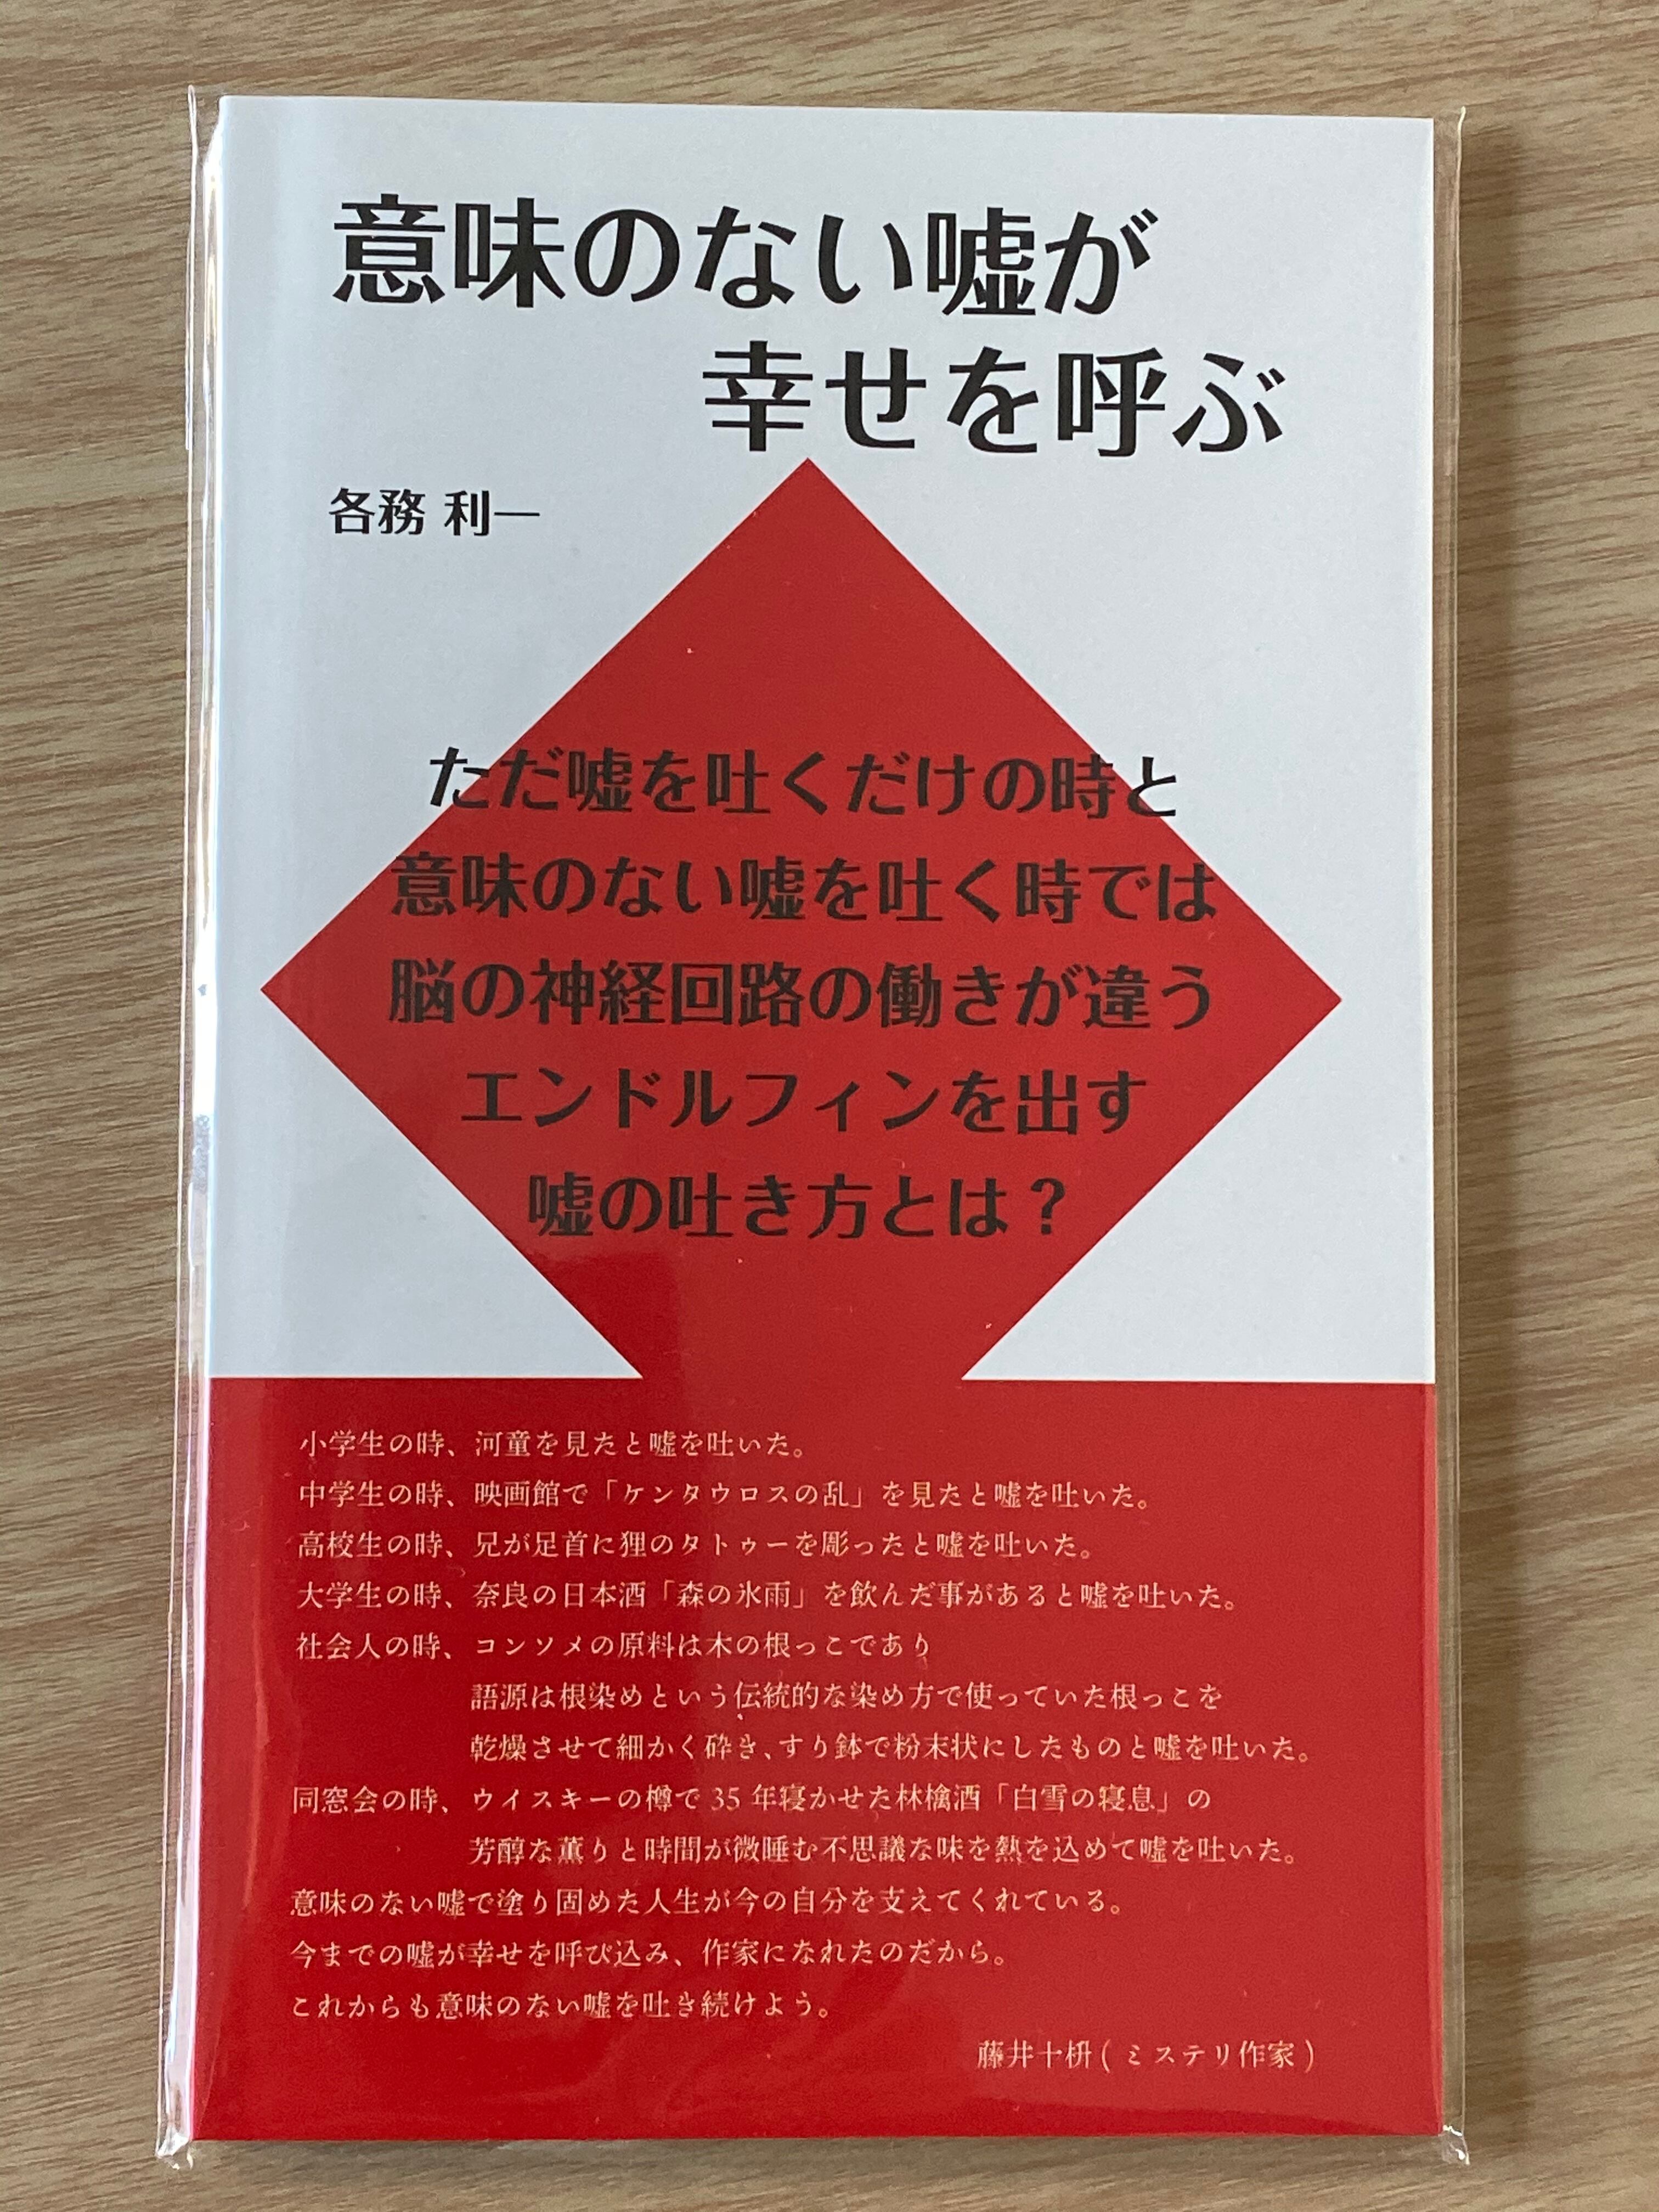 意味のない嘘が
幸せを呼ぶ
各務 利一
ただ嘘を吐くだけの時と
意味のない嘘を吐く時では
脳の神経回路の働きが違う
エンドルフィンを出す
嘘の吐き方とは？
小学生の時、河童を見たと嘘を吐いた。
中学生の時、映画館で「ケンタウロスの乱」を見たと嘘を吐いた。
高校生の時、兄が足首に狸のタトゥーを彫ったと嘘を吐いた。
大学生の時、奈良の日本酒「森の氷雨」を飲んだ事があると嘘を吐いた。
社会人の時、コンソメの原料は木の根っこであり
語源は根染めという伝統的な染め方で使っていた根っこを
乾燥させて細かく砕き、すり鉢で粉末状にしたものと嘘を吐いた。
同窓会の時、ウイスキーの樽で 35 年寝かせた林檎酒「白雪の寝息」の
芳醇な薫りと時間が微睡む不思議な味を熱を込めて嘘を吐いた。
意味のない嘘で塗り固めた人生が今の自分を支えてくれている。
今までの嘘が幸せを呼び込み、作家になれたのだから。
これからも意味のない嘘を吐き続けよう。
藤井十枡 ( ミステリ作家 )